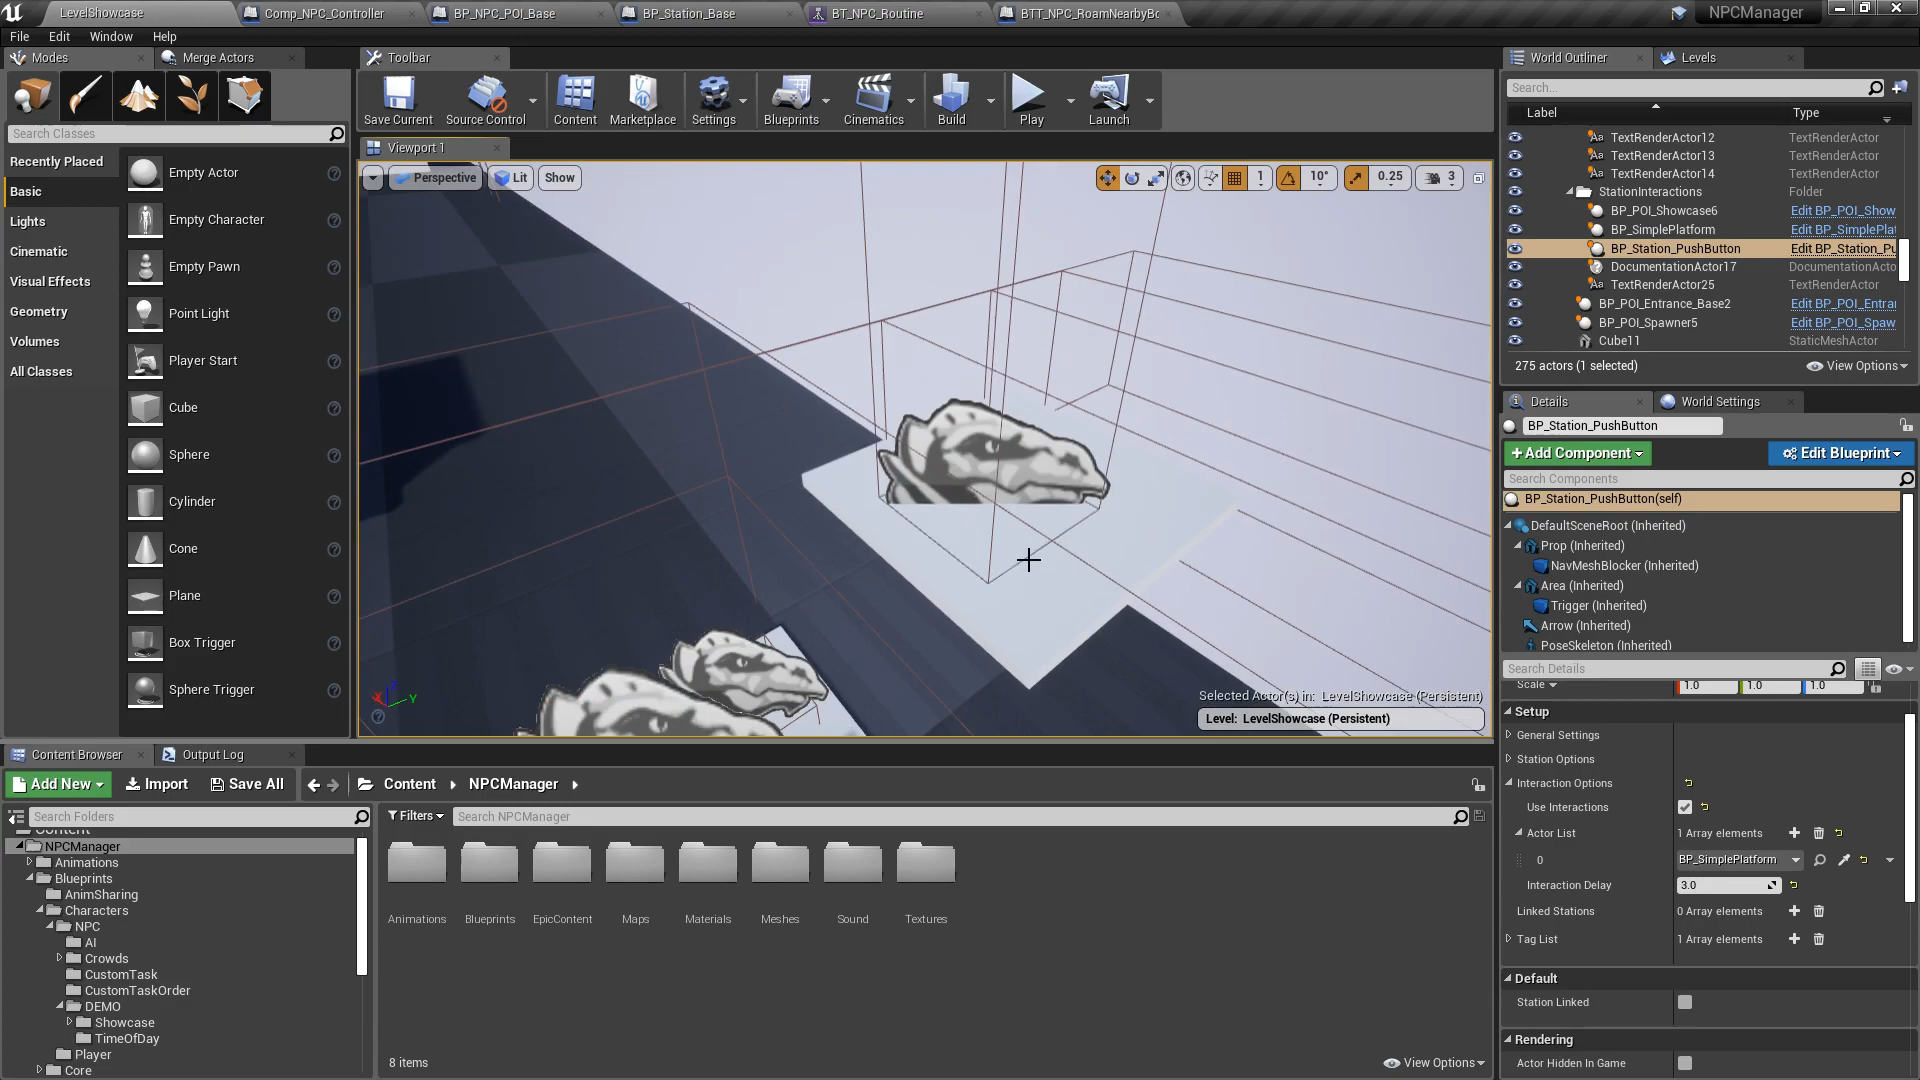 LevelShowcase
Comp_NPC_Controller
BP_NPC_POI_Base
BP_Station_Base
BT_NPC_Routine
BTT_NPC_RoamNearbyBo
NPCManager
File
Edit
Window
Help
Modes
Merge Actors
Toolbar
World Outliner
Levels
Save Current
Source Control
Content
Marketplace
Settings
Blueprints
Cinematics
Build
Play
Launch
Search...
Label
Type
Search Classes
Viewport 1
Recently Placed
Basic
Lights
Cinematic
Visual Effects
Geometry
Volumes
All Classes
Empty Actor
Empty Character
Empty Pawn
Point Light
Player Start
Cube
Sphere
Cylinder
Cone
Plane
Box Trigger
Sphere Trigger
Perspective
Lit
Show
1
10°
0.25
3
X
Z
Y
Selected Actor(s) in: LevelShowcase (Persistent)
Level: LevelShowcase (Persistent)
TextRenderActor12 TextRenderActor
TextRenderActor13 TextRenderActor
TextRenderActor14 TextRenderActor
StationInteractions Folder
BP_POI_Showcase6 Edit BP_POI_Show
BP_SimplePlatform Edit BP_SimplePlat
BP_Station_PushButton Edit BP_Station_Pu
DocumentationActor17 DocumentationActo
TextRenderActor25 TextRenderActor
BP_POI_Entrance_Base2 Edit BP_POI_Entrar
BP_POI_Spawner5 Edit BP_POI_Spaw
Cube11 StaticMeshActor
275 actors (1 selected)
View Options
Details
World Settings
BP_Station_PushButton
+Add Component
Edit Blueprint
Search Components
BP_Station_PushButton(self)
DefaultSceneRoot (Inherited)
Prop (Inherited)
NavMeshBlocker (Inherited)
Area (Inherited)
Trigger (Inherited)
Arrow (Inherited)
PoseSkeleton (Inherited)
Search Details
Scale 1.0 1.0 1.0
Setup
General Settings
Station Options
Interaction Options
Use Interactions
Actor List 1 Array elements
0 BP_SimplePlatform
Interaction Delay 3.0
Linked Stations 0 Array elements
Tag List 1 Array elements
Default
Station Linked
Rendering
Actor Hidden In Game
Content Browser
Output Log
Add New
Import
Save All
Content
NPCManager
Search Folders
Filters
Search NPCManager
Content
NPCManager
Animations
Blueprints
AnimSharing
Characters
NPC
AI
Crowds
CustomTask
CustomTaskOrder
DEMO
Showcase
TimeOfDay
Player
Core
Animations
Blueprints
EpicContent
Maps
Materials
Meshes
Sound
Textures
8 items
View Options